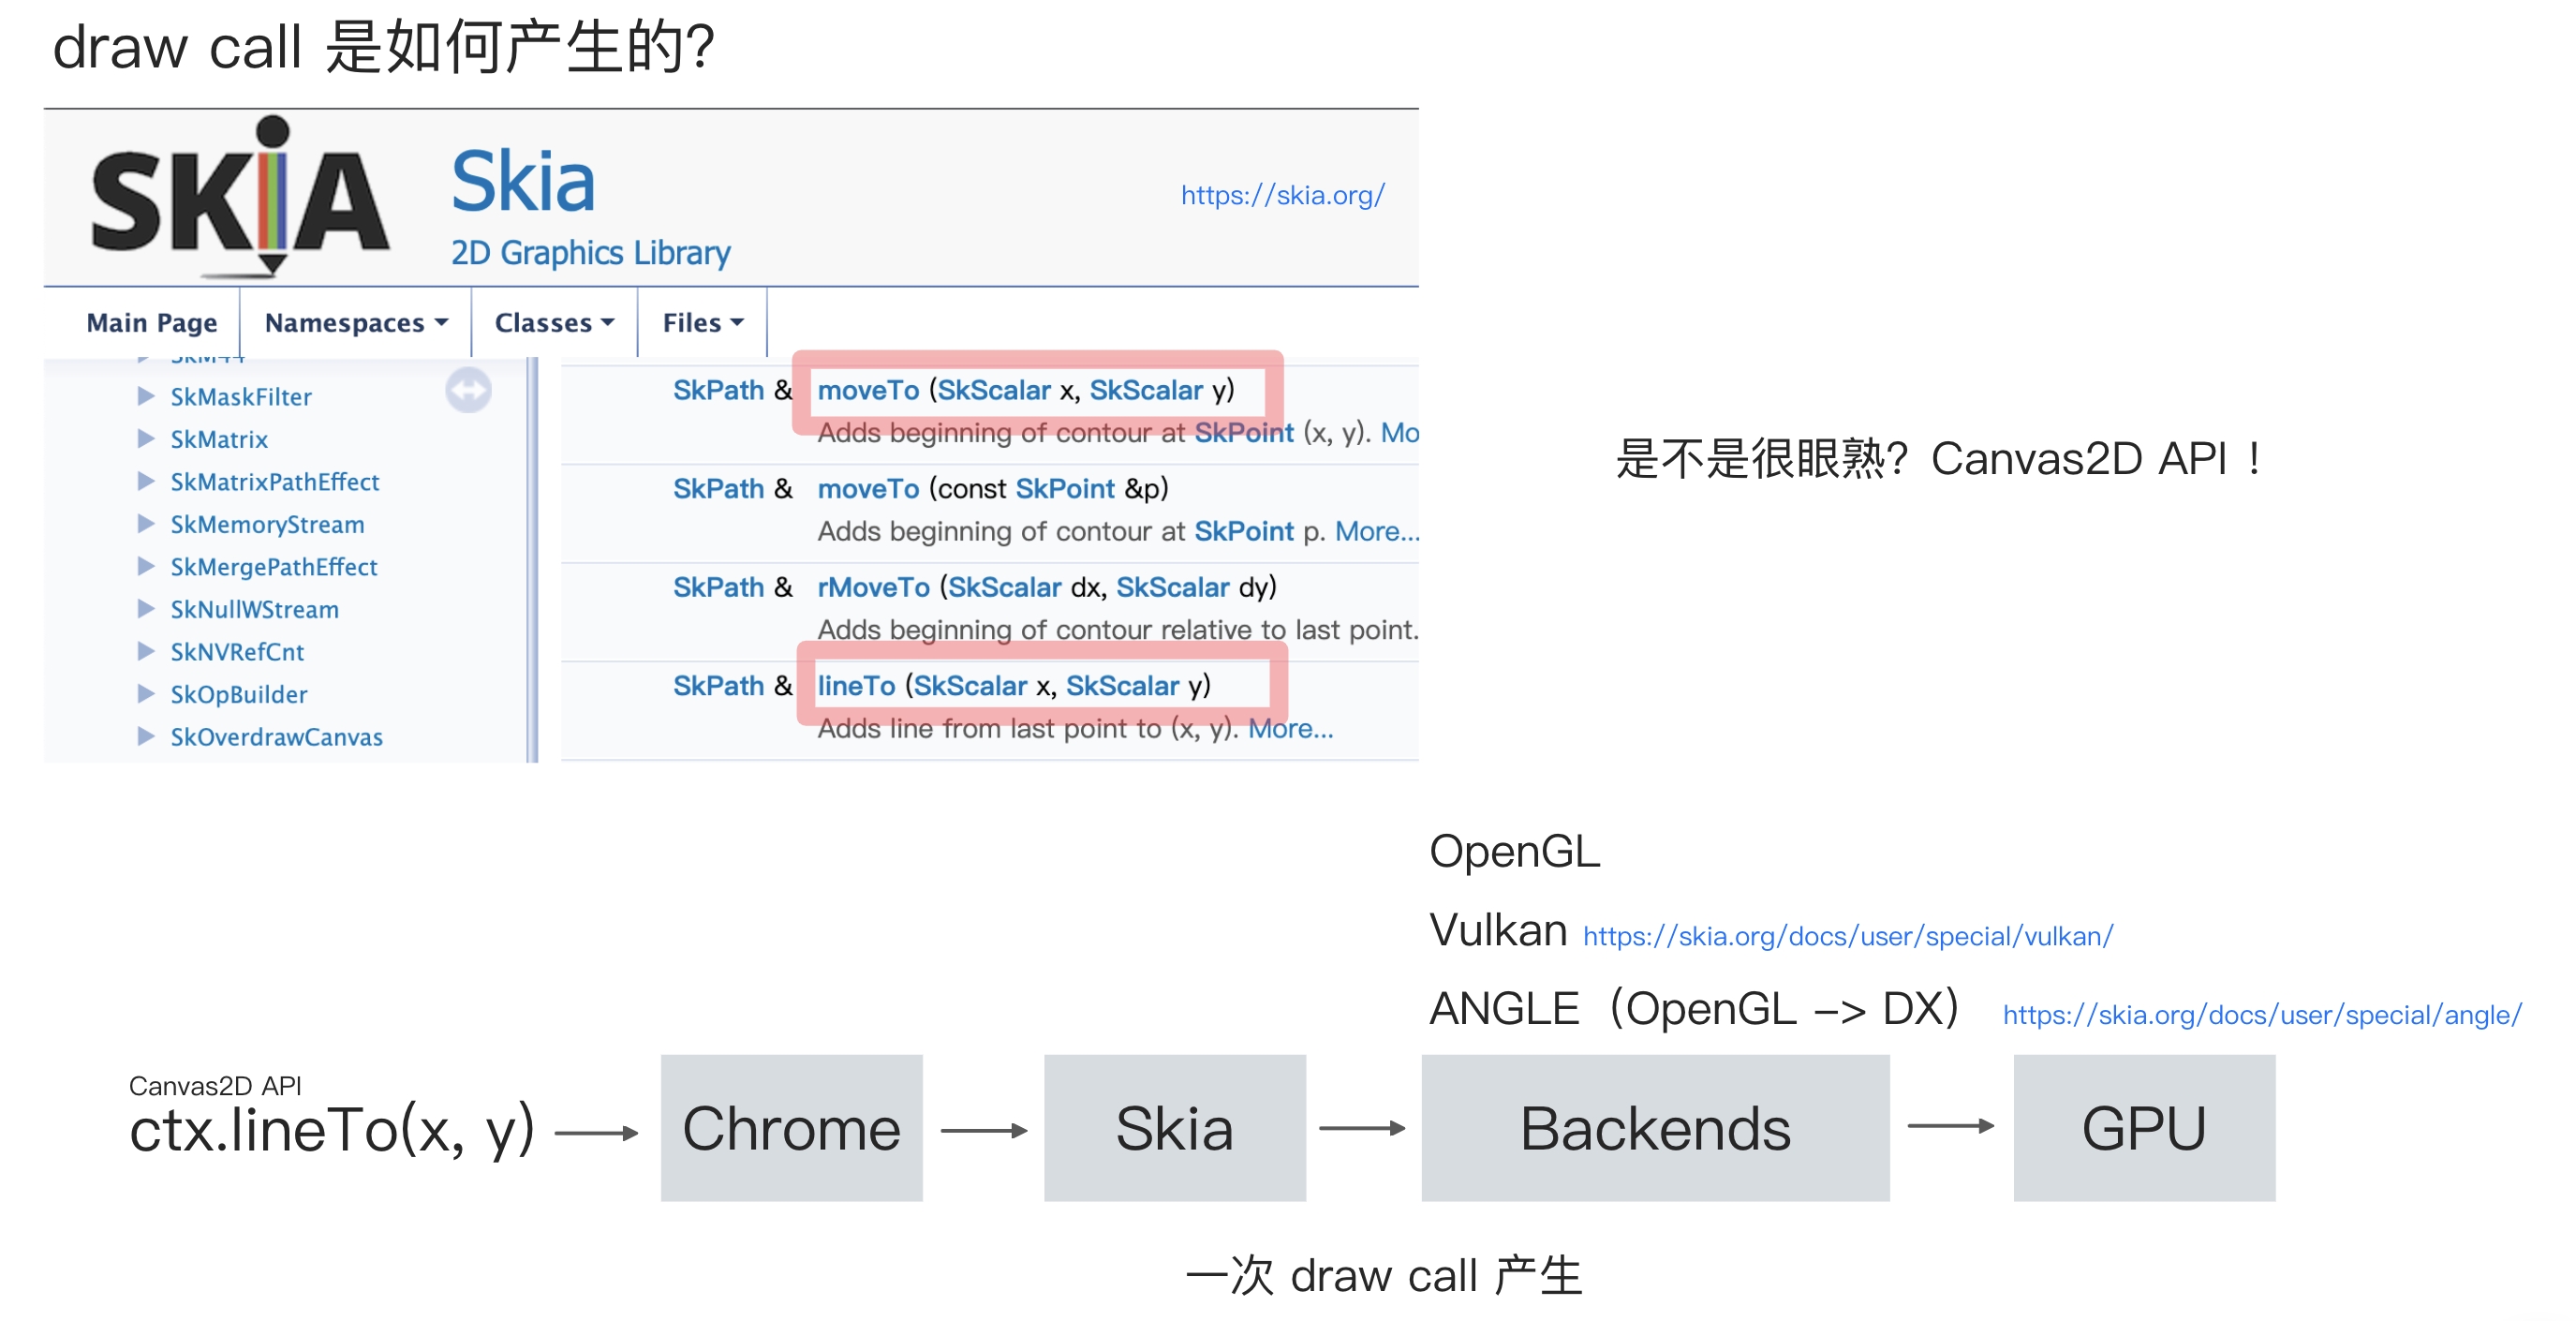 draw call 是如何产生的？
SKiA
Skia
2D Graphics Library
https://skia.org/
Main Page
Namespaces
Classes
Files
SkM44
SkMaskFilter
SkMatrix
SkMatrixPathEffect
SkMemoryStream
SkMergePathEffect
SkNullWStream
SkNVRefCnt
SkOpBuilder
SkOverdrawCanvas
SkPath & moveTo (SkScalar x, SkScalar y)
Adds beginning of contour at SkPoint (x, y). Mo
SkPath & moveTo (const SkPoint &p)
Adds beginning of contour at SkPoint p. More...
SkPath & rMoveTo (SkScalar dx, SkScalar dy)
Adds beginning of contour relative to last point.
SkPath & lineTo (SkScalar x, SkScalar y)
Adds line from last point to (x, y). More...
是不是很眼熟？Canvas2D API ！
OpenGL
Vulkan https://skia.org/docs/user/special/vulkan/
ANGLE（OpenGL –> DX） https://skia.org/docs/user/special/angle/
Canvas2D API
ctx.lineTo(x, y)
Chrome
Skia
Backends
GPU
一次 draw call 产生